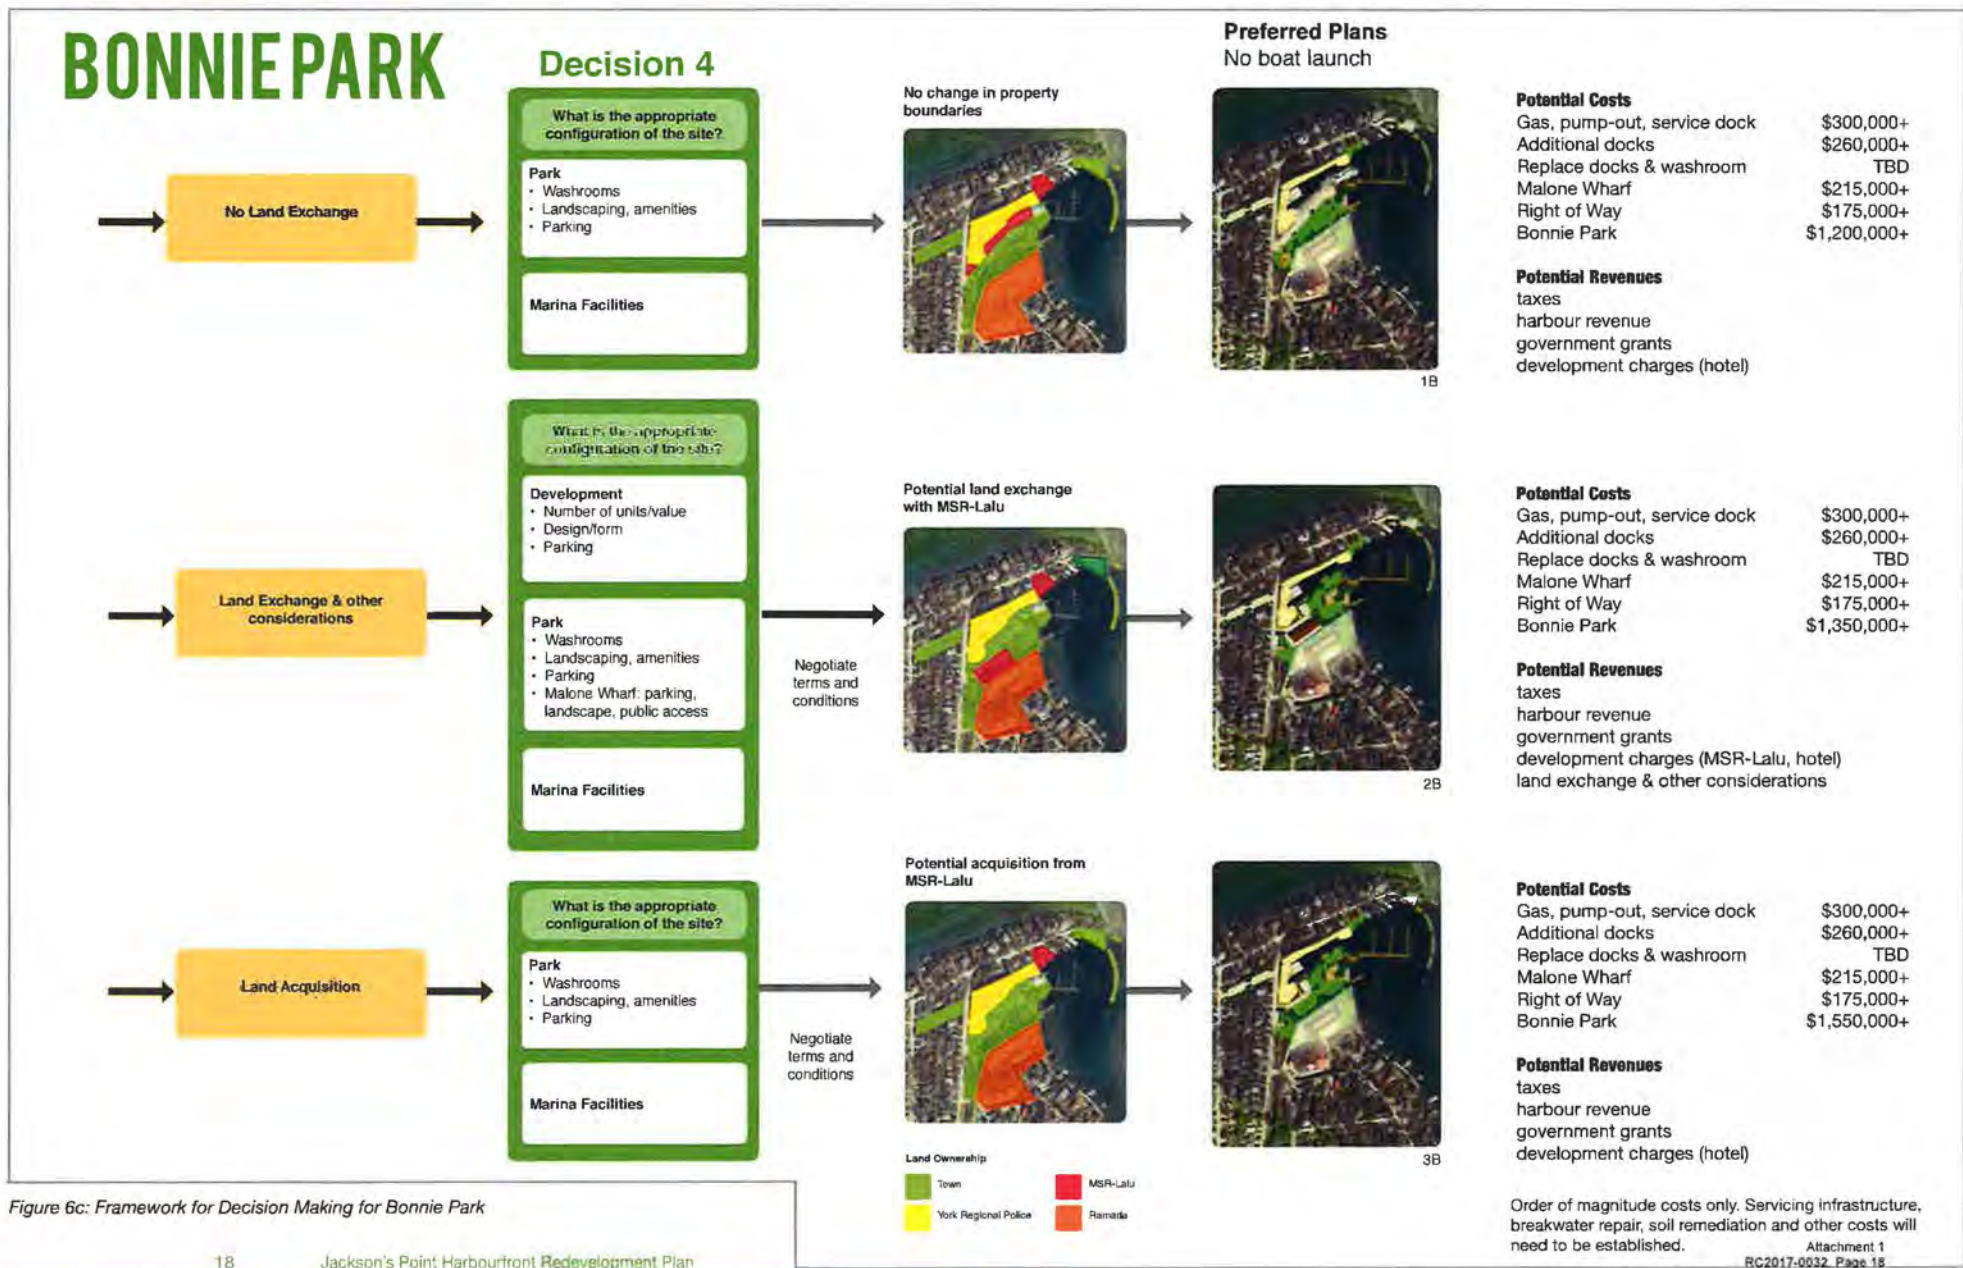 BONNIE PARK
Decision 4
Preferred Plans
No boat launch
No Land Exchange
What is the appropriate
configuration of the site?
Park
· Washrooms
· Landscaping, amenities
· Parking
Marina Facilities
No change in property
boundaries
1B
Potential Costs
Gas, pump-out, service dock $300,000+
Additional docks $260,000+
Replace docks & washroom TBD
Malone Wharf $215,000+
Right of Way $175,000+
Bonnie Park $1,200,000+
Potential Revenues
taxes
harbour revenue
government grants
development charges (hotel)
Land Exchange & other
considerations
What is the appropriate
configuration of the site?
Development
· Number of units/value
· Design/form
· Parking
Park
· Washrooms
· Landscaping, amenities
· Parking
· Malone Wharf: parking,
landscape, public access
Marina Facilities
Negotiate
terms and
conditions
Potential land exchange
with MSR-Lalu
2B
Potential Costs
Gas, pump-out, service dock $300,000+
Additional docks $260,000+
Replace docks & washroom TBD
Malone Wharf $215,000+
Right of Way $175,000+
Bonnie Park $1,350,000+
Potential Revenues
taxes
harbour revenue
government grants
development charges (MSR-Lalu, hotel)
land exchange & other considerations
Land Acquisition
What is the appropriate
configuration of the site?
Park
· Washrooms
· Landscaping, amenities
· Parking
Marina Facilities
Negotiate
terms and
conditions
Potential acquisition from
MSR-Lalu
3B
Potential Costs
Gas, pump-out, service dock $300,000+
Additional docks $260,000+
Replace docks & washroom TBD
Malone Wharf $215,000+
Right of Way $175,000+
Bonnie Park $1,550,000+
Potential Revenues
taxes
harbour revenue
government grants
development charges (hotel)
Land Ownership
Town
MSR-Lalu
York Regional Police
Ramada
Order of magnitude costs only. Servicing infrastructure,
breakwater repair, soil remediation and other costs will
need to be established.
Figure 6c: Framework for Decision Making for Bonnie Park
18 Jackson's Point Harbourfront Redevelopment Plan
Attachment 1
RC2017-0032 Page 18